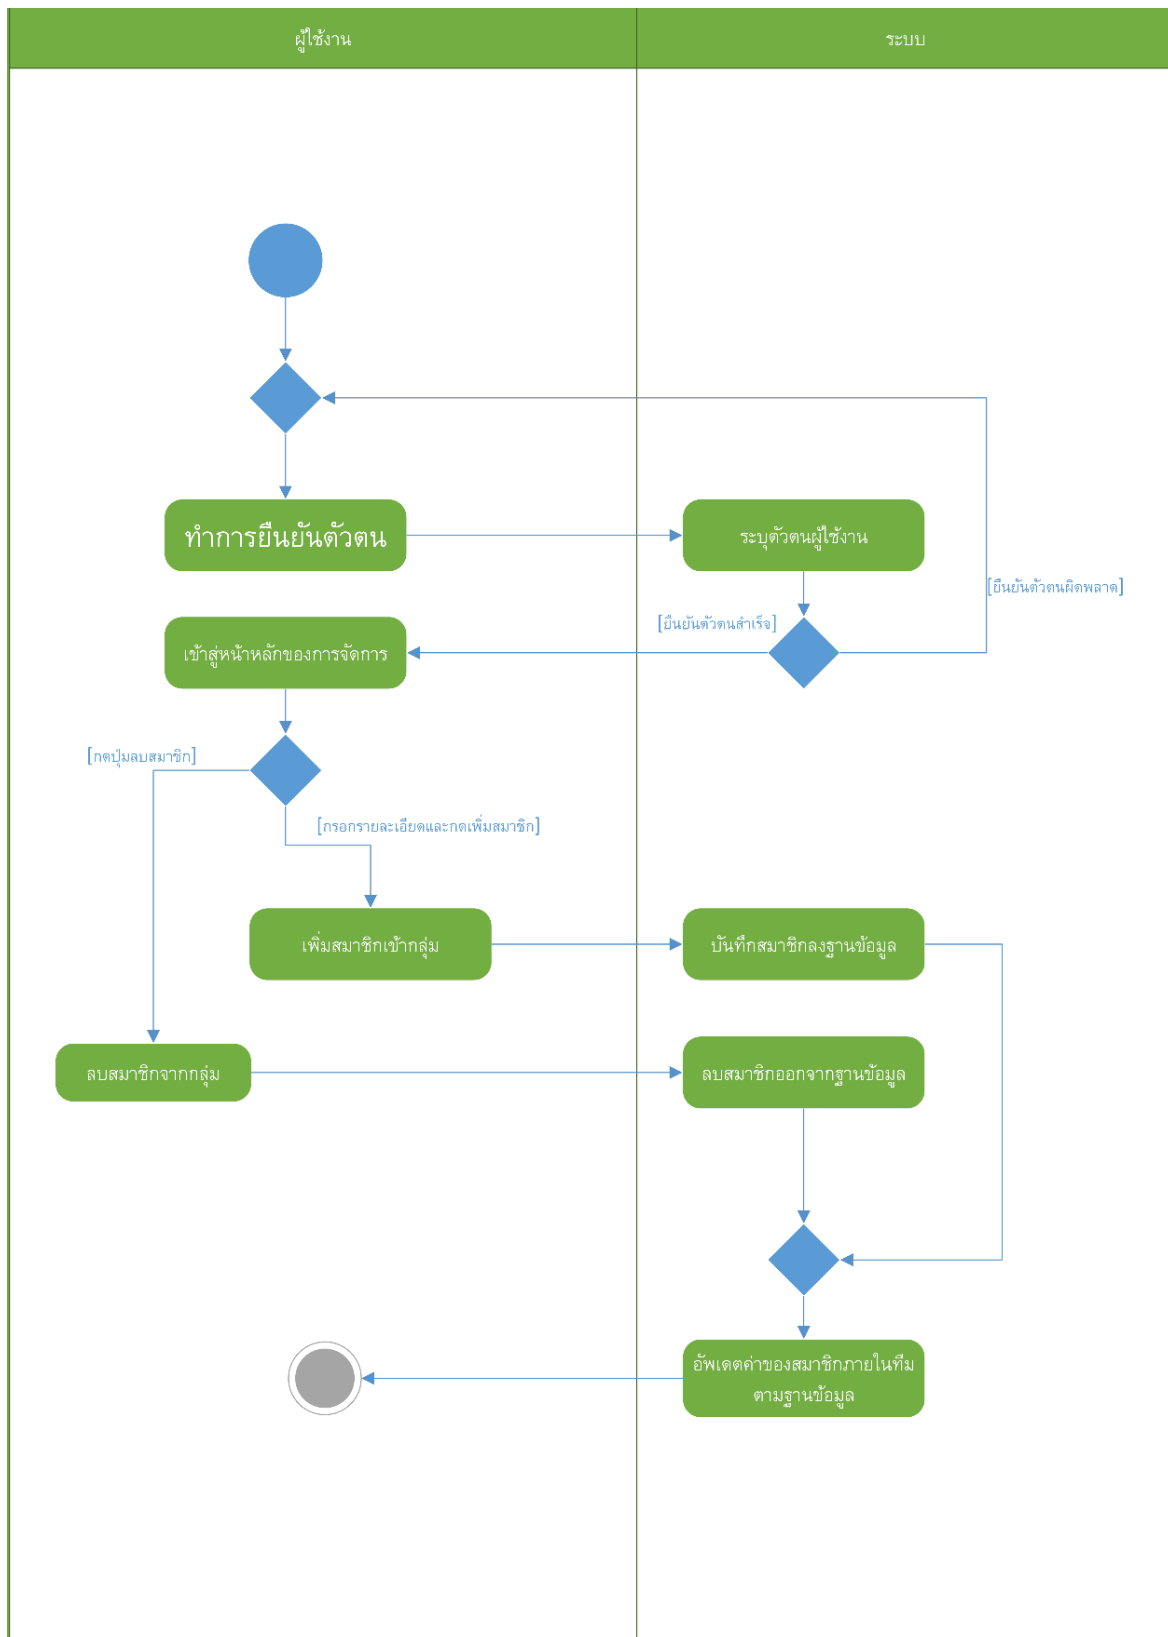 ผู้ใช้งาน
ระบบ
ทำการยืนยันตัวตน
ระบุตัวตนผู้ใช้งาน
[ยืนยันตัวตนผิดพลาด]
[ยืนยันตัวตนสำเร็จ]
เข้าสู่หน้าหลักของการจัดการ
[กดปุ่มลบสมาชิก]
[กรอกรายละเอียดและกดเพิ่มสมาชิก]
เพิ่มสมาชิกเข้ากลุ่ม
บันทึกสมาชิกลงฐานข้อมูล
ลบสมาชิกจากกลุ่ม
ลบสมาชิกออกจากฐานข้อมูล
อัพเดตค่าของสมาชิกภายในทีม
ตามฐานข้อมูล